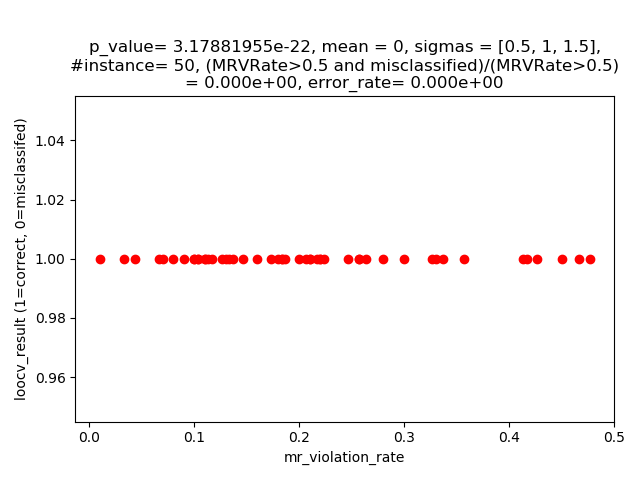 p_value= 3.17881955e-22, mean = 0, sigmas = [0.5, 1, 1.5],
#instance= 50, (MRVRate>0.5 and misclassified)/(MRVRate>0.5)
= 0.000e+00, error_rate= 0.000e+00
loocv_result (1=correct, 0=misclassifed)
1.04
1.02
1.00
0.98
0.96
0.0 0.1 0.2 0.3 0.4 0.5
mr_violation_rate